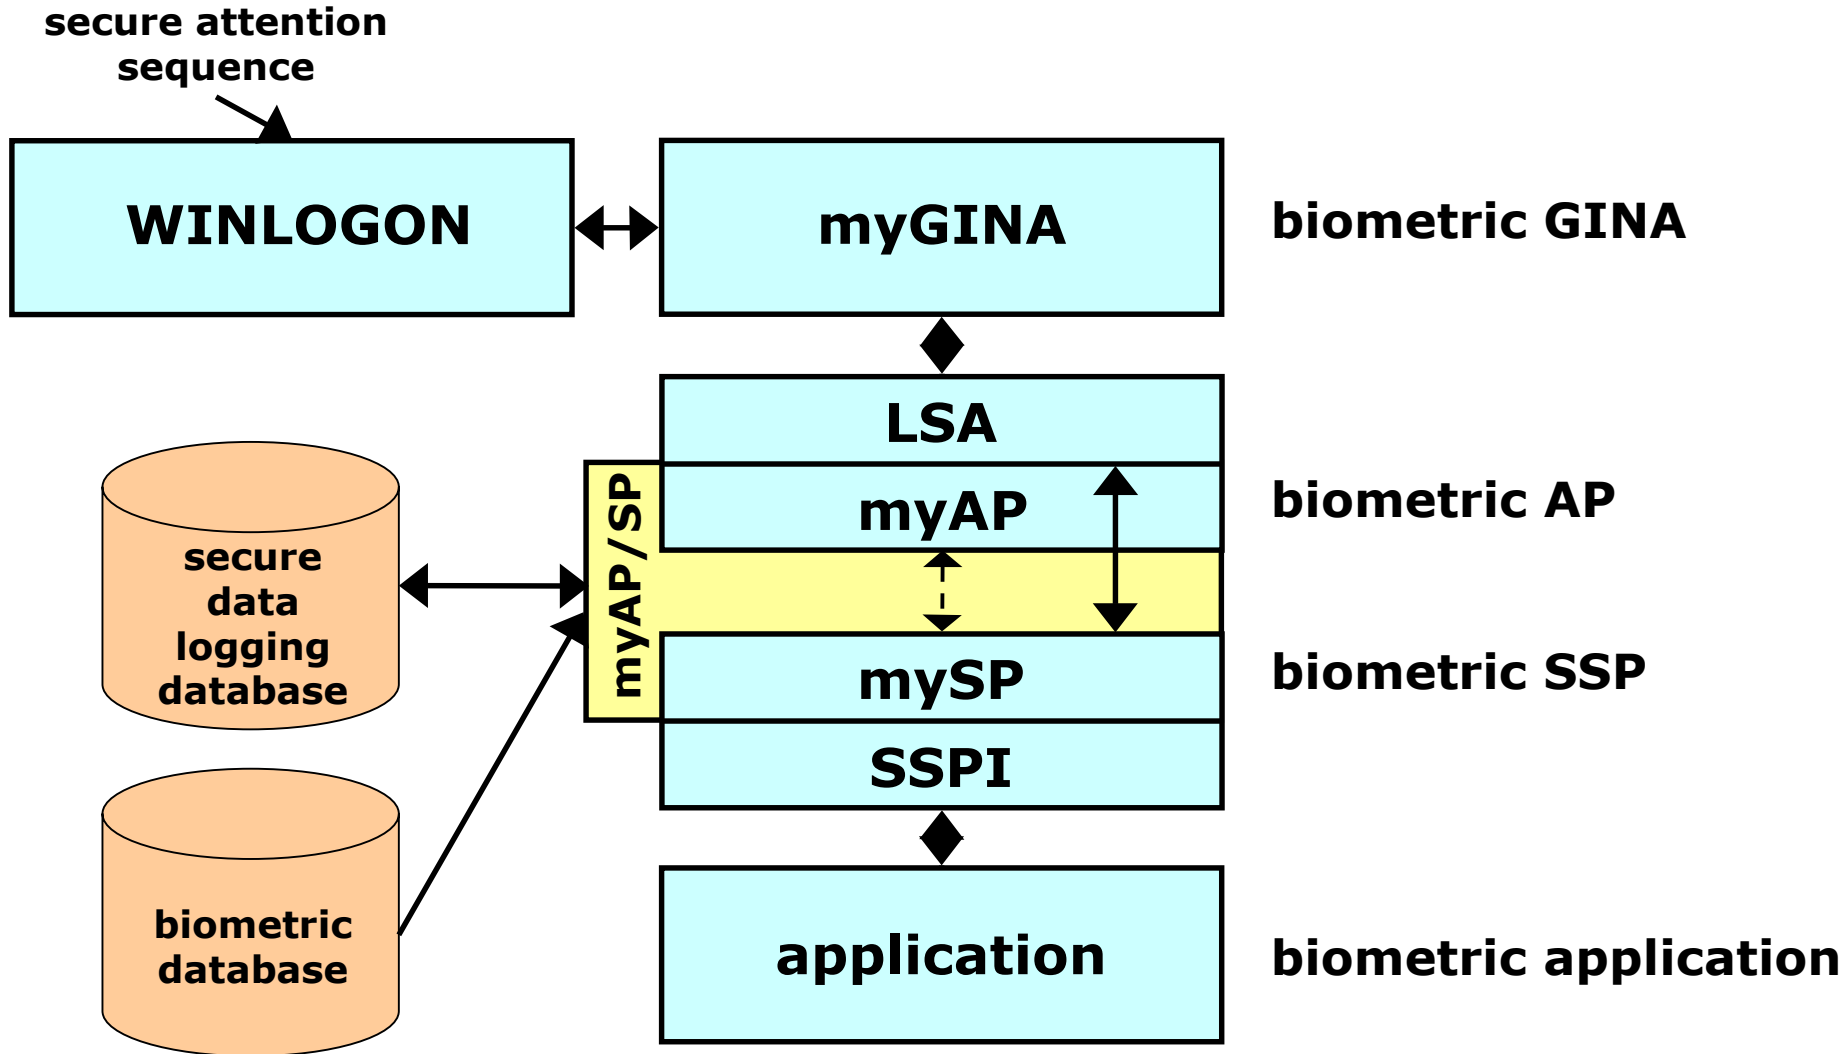 secure attention
sequence
WINLOGON
myGINA
biometric GINA
LSA
myAP
biometric AP
myAP/SP
secure
data
logging
database
mySP
biometric SSP
SSPI
biometric
database
application
biometric application